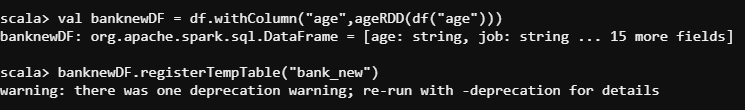 scala> val banknewDF = df.withColumn("age",ageRDD(df("age")))
banknewDF: org.apache.spark.sql.DataFrame = [age: string, job: string ... 15 more fields]
scala> banknewDF.registerTempTable("bank_new")
warning: there was one deprecation warning; re-run with -deprecation for details